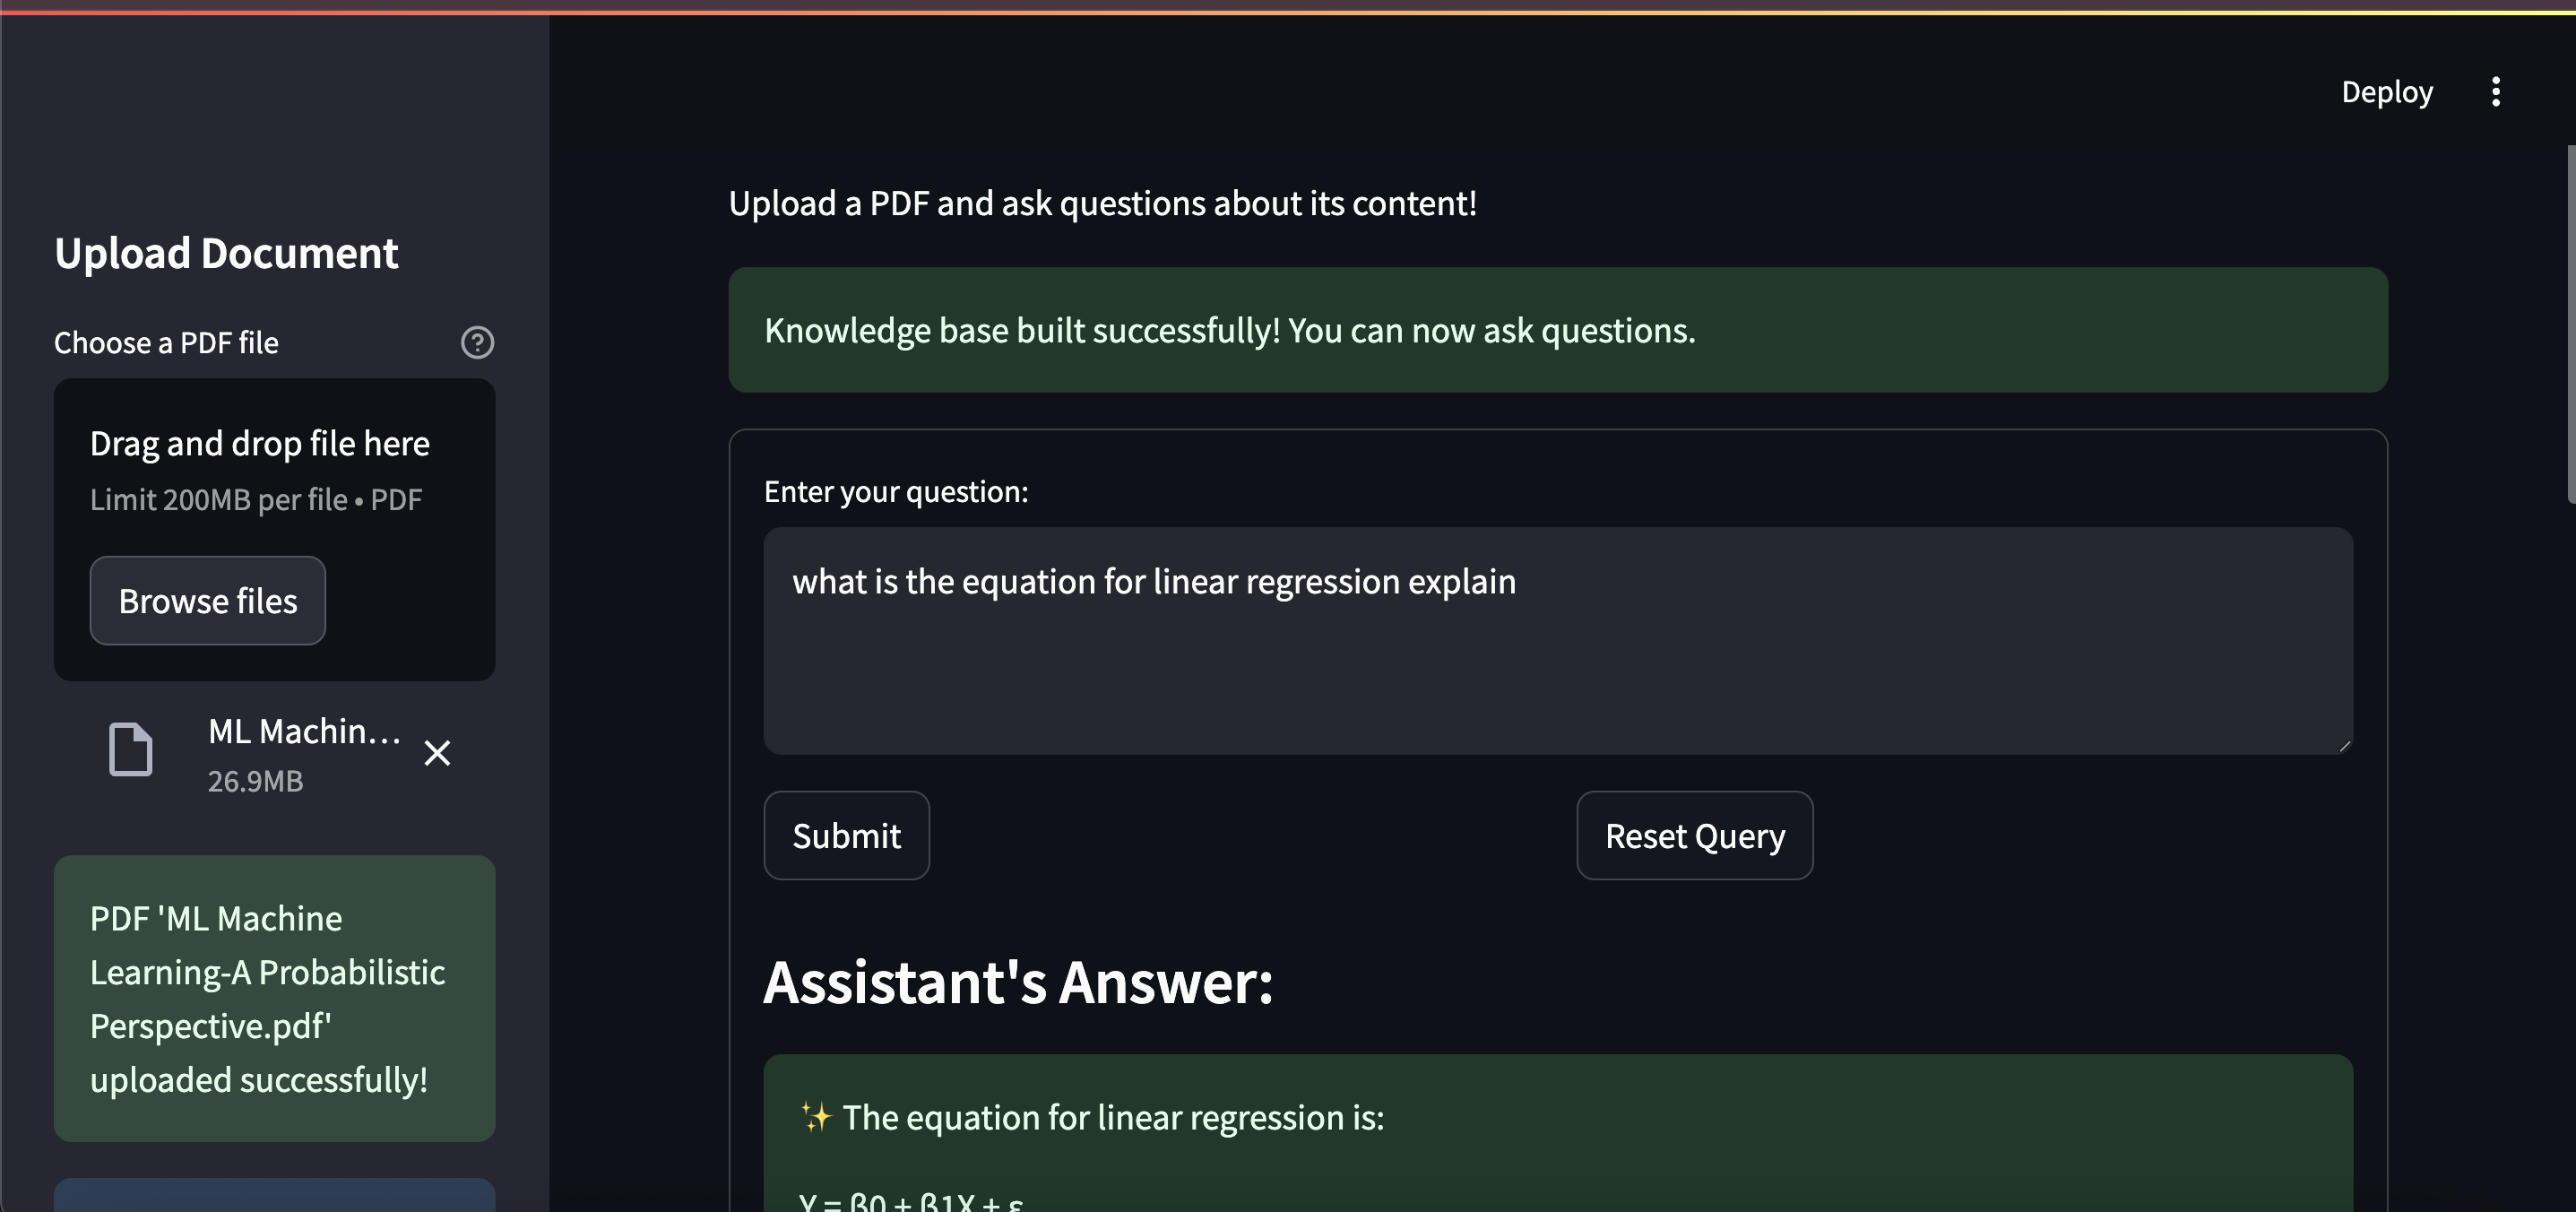 Deploy
Upload Document
Choose a PDF file
Drag and drop file here
Limit 200MB per file • PDF
Browse files
ML Machin...
26.9MB
PDF 'ML Machine
Learning-A Probabilistic
Perspective.pdf'
uploaded successfully!
Upload a PDF and ask questions about its content!
Knowledge base built successfully! You can now ask questions.
Enter your question:
what is the equation for linear regression explain
Submit
Reset Query
Assistant's Answer:
✨ The equation for linear regression is:
Y = β0 + β1X + ε